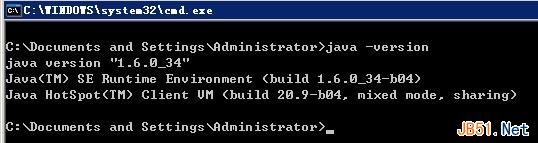 C:\WINDOWS\system32\cmd.exe
C:\Documents and Settings\Administrator>java -version
java version "1.6.0_34"
Java(TM) SE Runtime Environment (build 1.6.0_34-b04)
Java HotSpot(TM) Client VM (build 20.9-b04, mixed mode, sharing)
C:\Documents and Settings\Administrator>_
JB51.Net